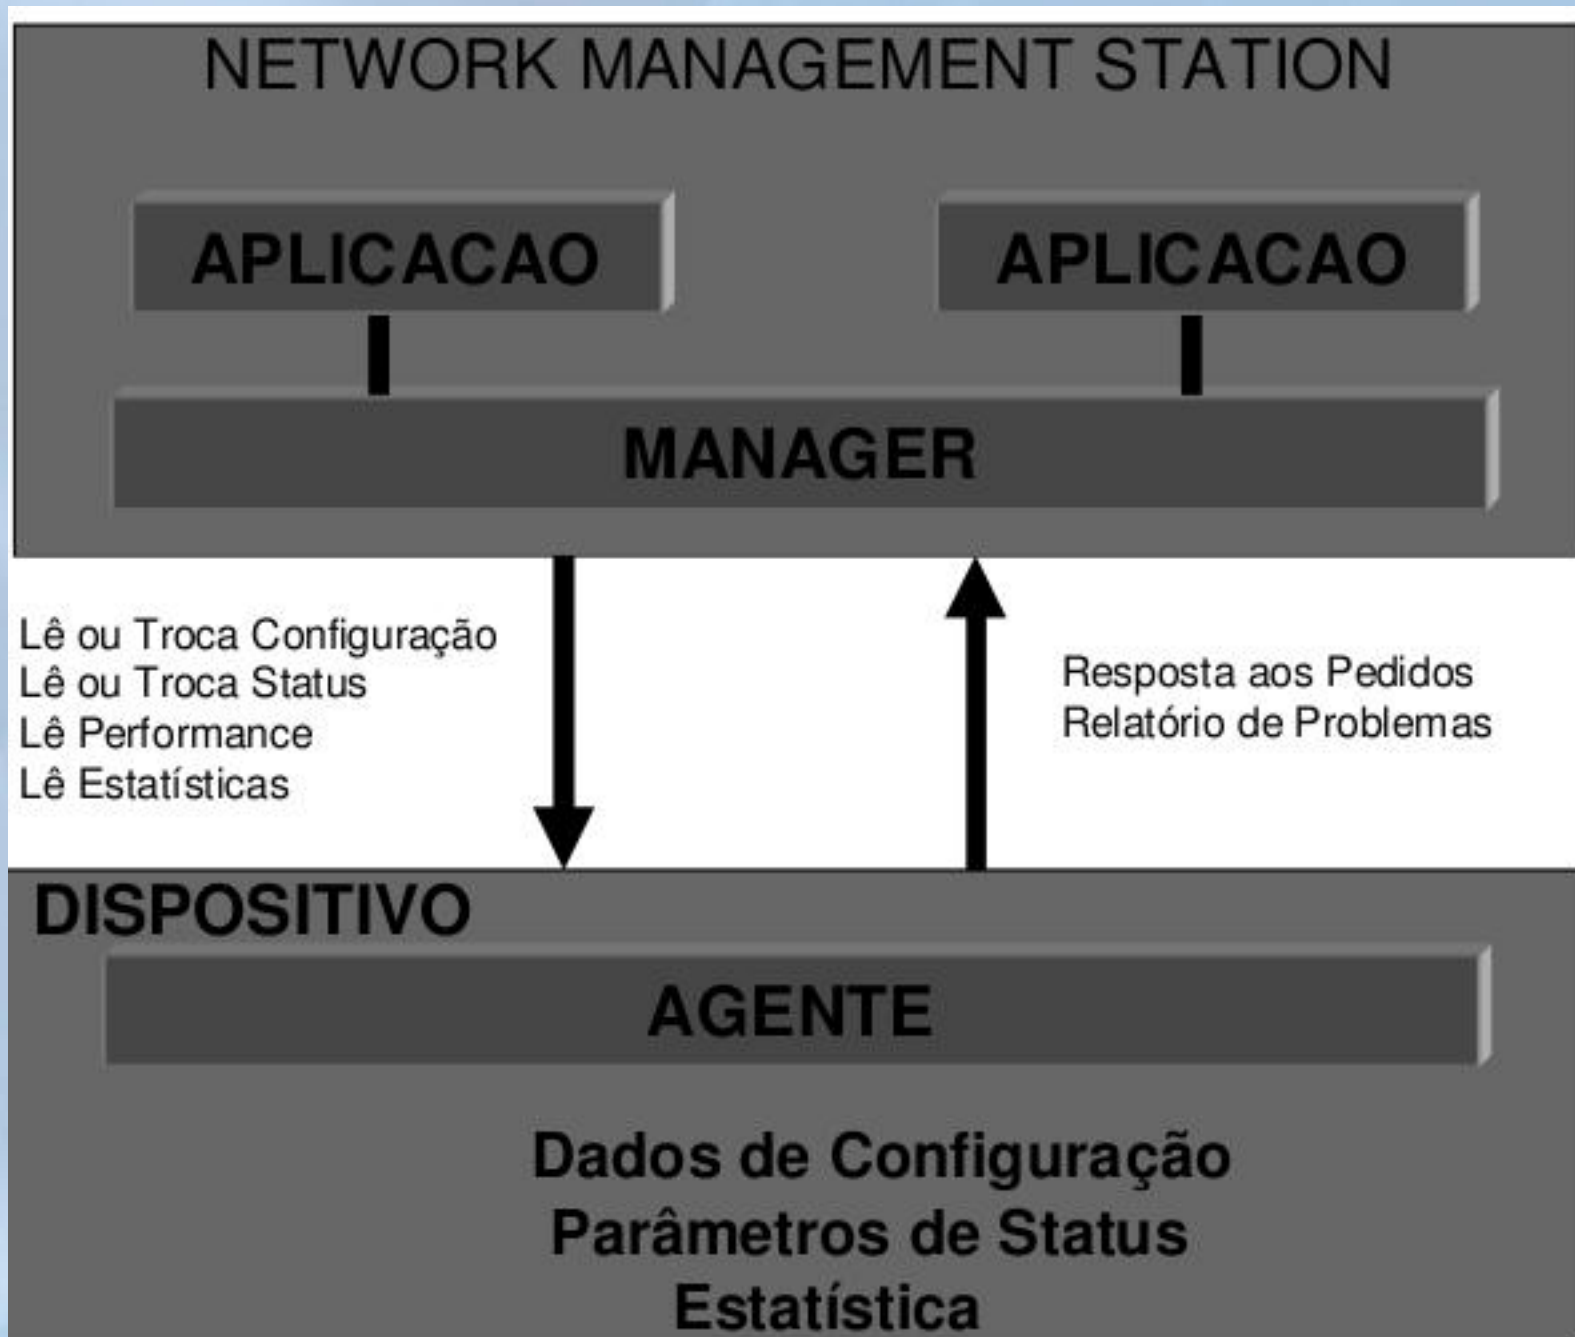 NETWORK MANAGEMENT STATION
APLICACAO
APLICACAO
MANAGER
Lê ou Troca Configuração
Lê ou Troca Status
Lê Performance
Lê Estatísticas
Resposta aos Pedidos
Relatório de Problemas
DISPOSITIVO
AGENTE
Dados de Configuração
Parâmetros de Status
Estatística